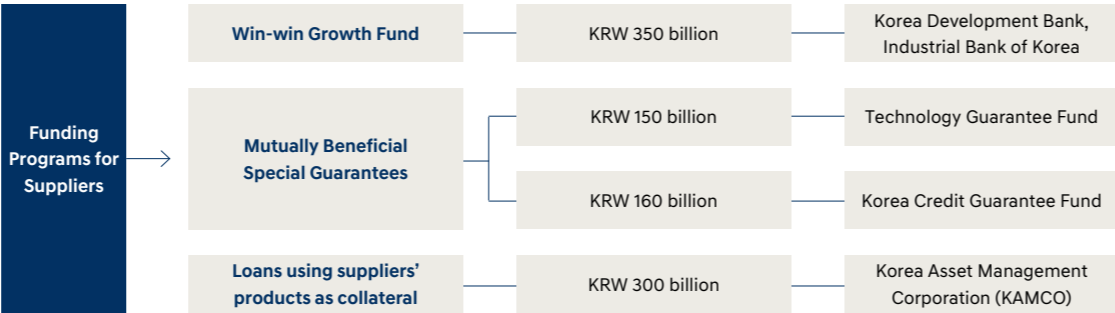 Funding
Programs for
Suppliers
Win-win Growth Fund
KRW 350 billion
Korea Development Bank,
Industrial Bank of Korea
Mutually Beneficial
Special Guarantees
KRW 150 billion
Technology Guarantee Fund
KRW 160 billion
Korea Credit Guarantee Fund
Loans using suppliers’
products as collateral
KRW 300 billion
Korea Asset Management
Corporation (KAMCO)